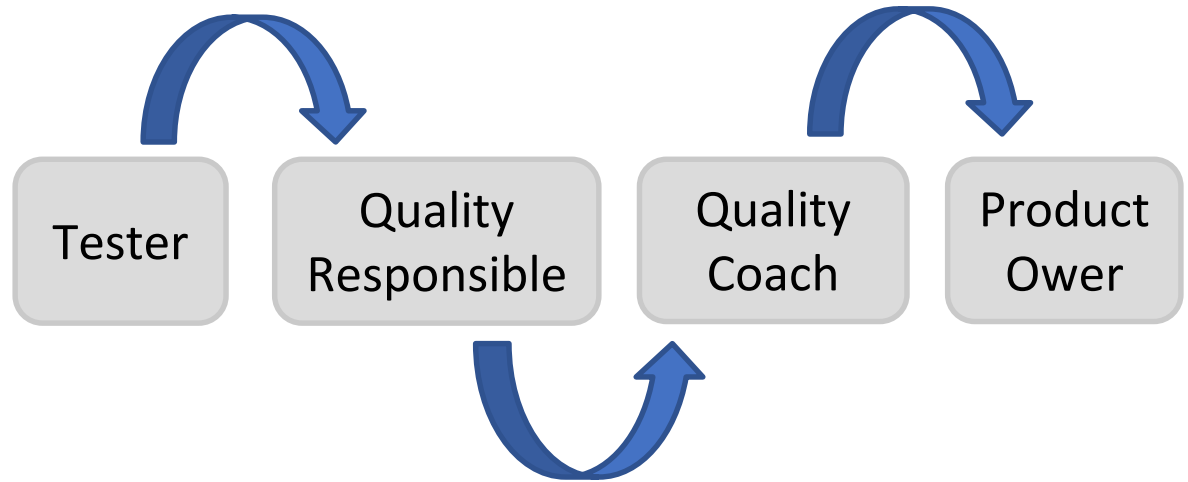 Tester
Quality
Responsible
Quality
Coach
Product
Ower